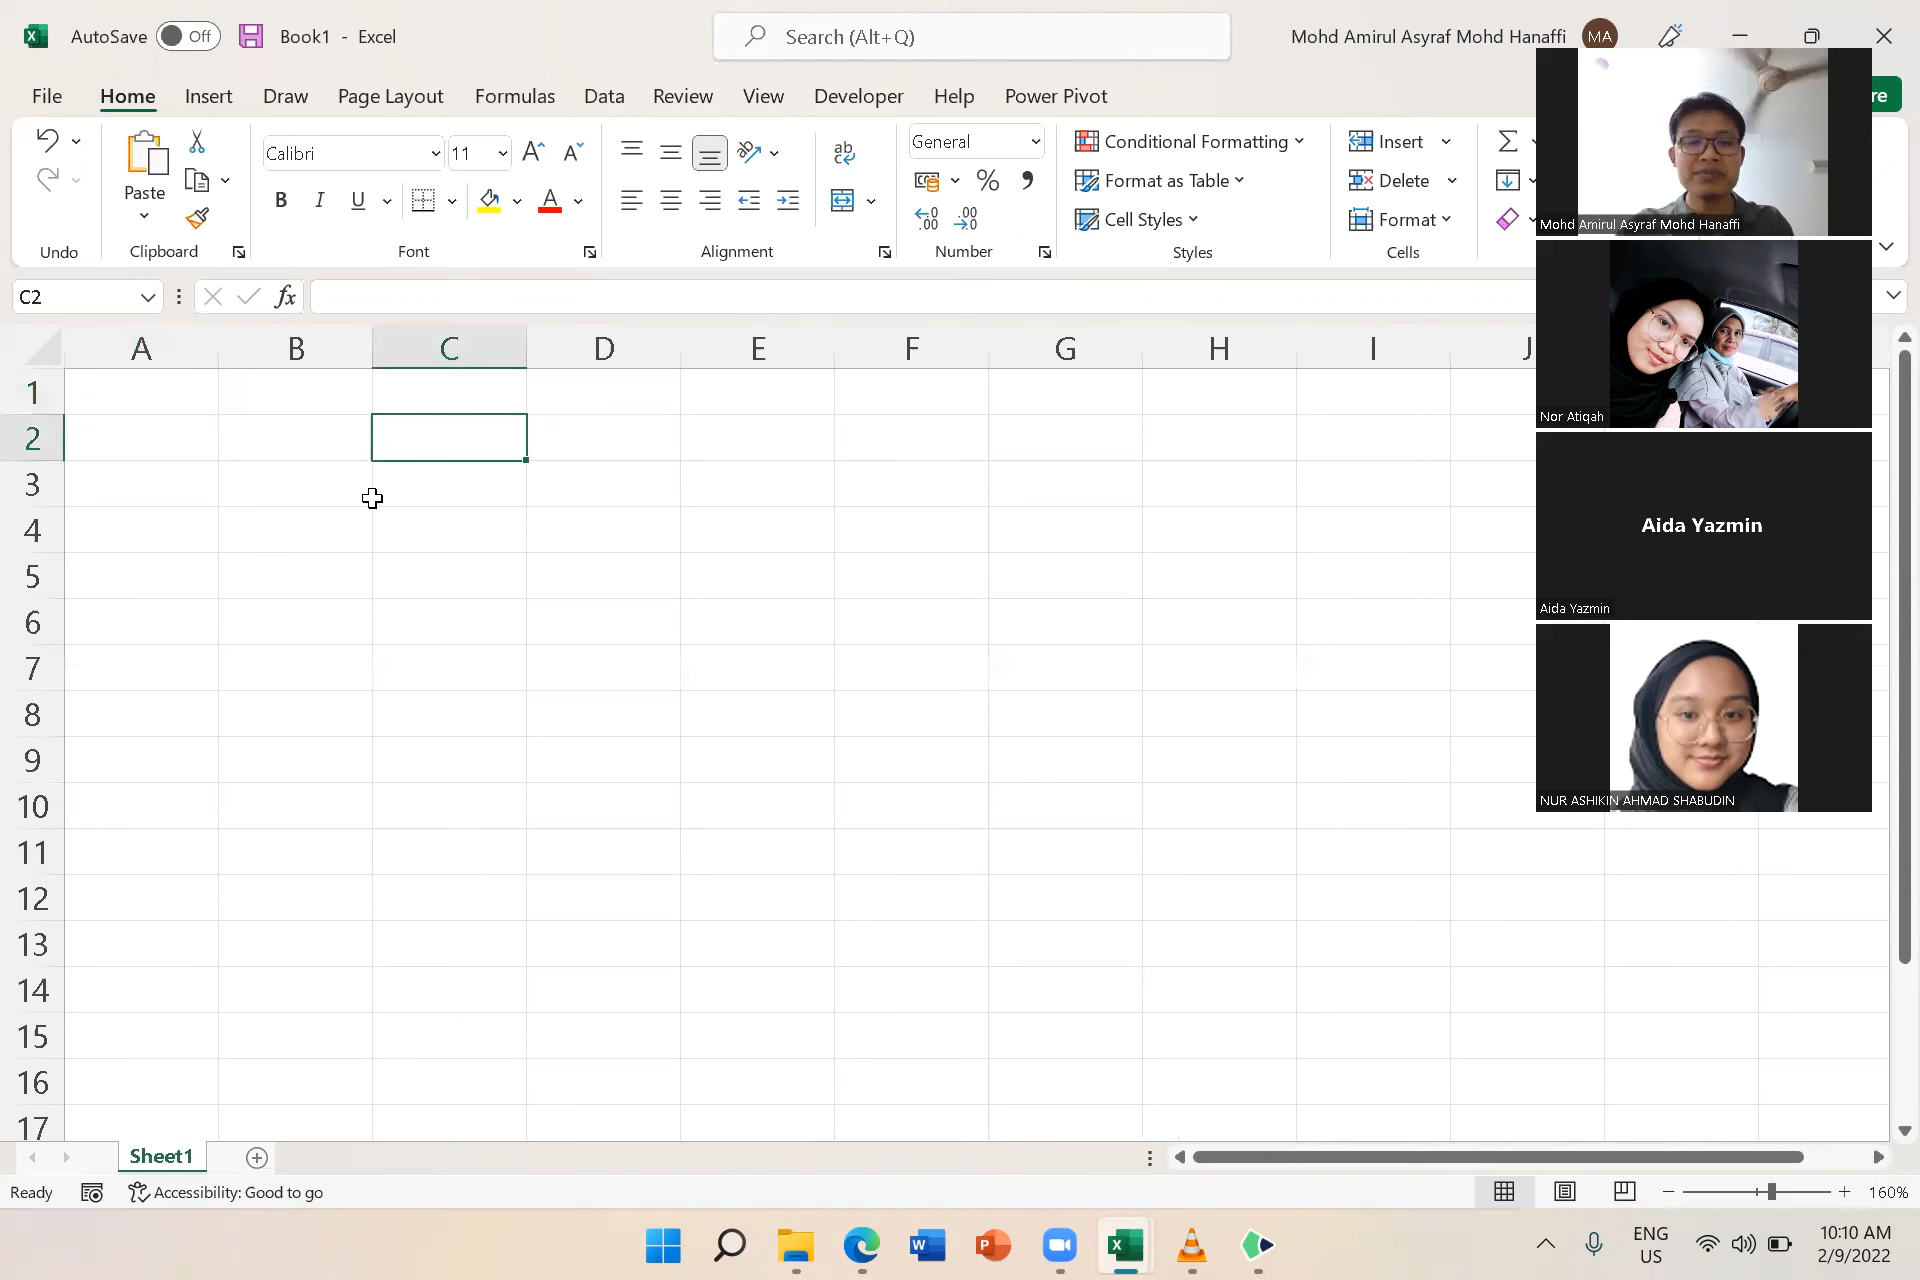 AutoSave Off Book1 - Excel
Search (Alt+Q)
Mohd Amirul Asyraf Mohd Hanaffi MA
File Home Insert Draw Page Layout Formulas Data Review View Developer Help Power Pivot re
Calibri 11 ab General Conditional Formatting Insert
Paste Format as Table Delete
B I U A Cell Styles Format
Undo Clipboard Font Alignment Number Styles Cells
C2 fx
A B C D E F G H I J
1
2
3
4
5
6
7
8
9
10
11
12
13
14
15
16
17
Mohd Amirul Asyraf Mohd Hanaffi
Nor Atiqah
Aida Yazmin
Aida Yazmin
NUR ASHIKIN AHMAD SHABUDIN
Sheet1
Ready Accessibility: Good to go 160%
ENG 10:10 AM
US 2/9/2022